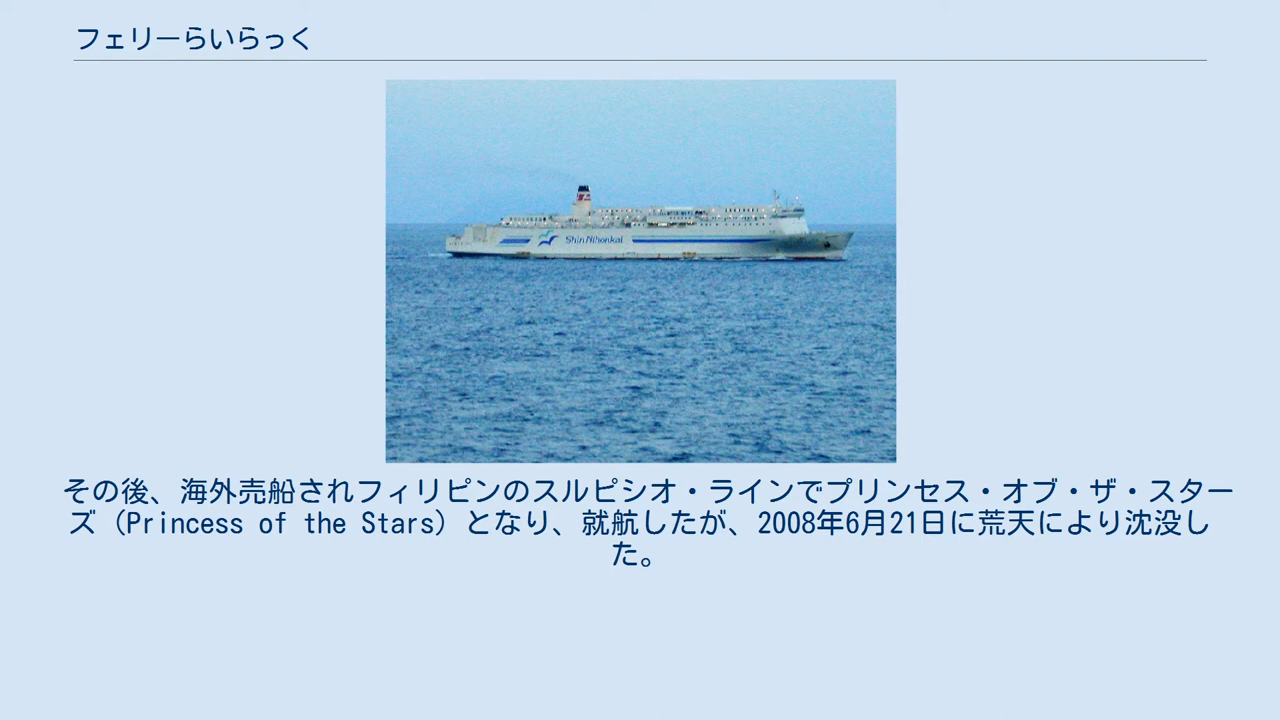 フェリーらいらっく
Shin Nihonkai
その後、海外売船されフィリピンのスルピシオ・ラインでプリンセス・オブ・ザ・スター
ズ（Princess of the Stars）となり、就航したが、2008年6月21日に荒天により沈没し
た。